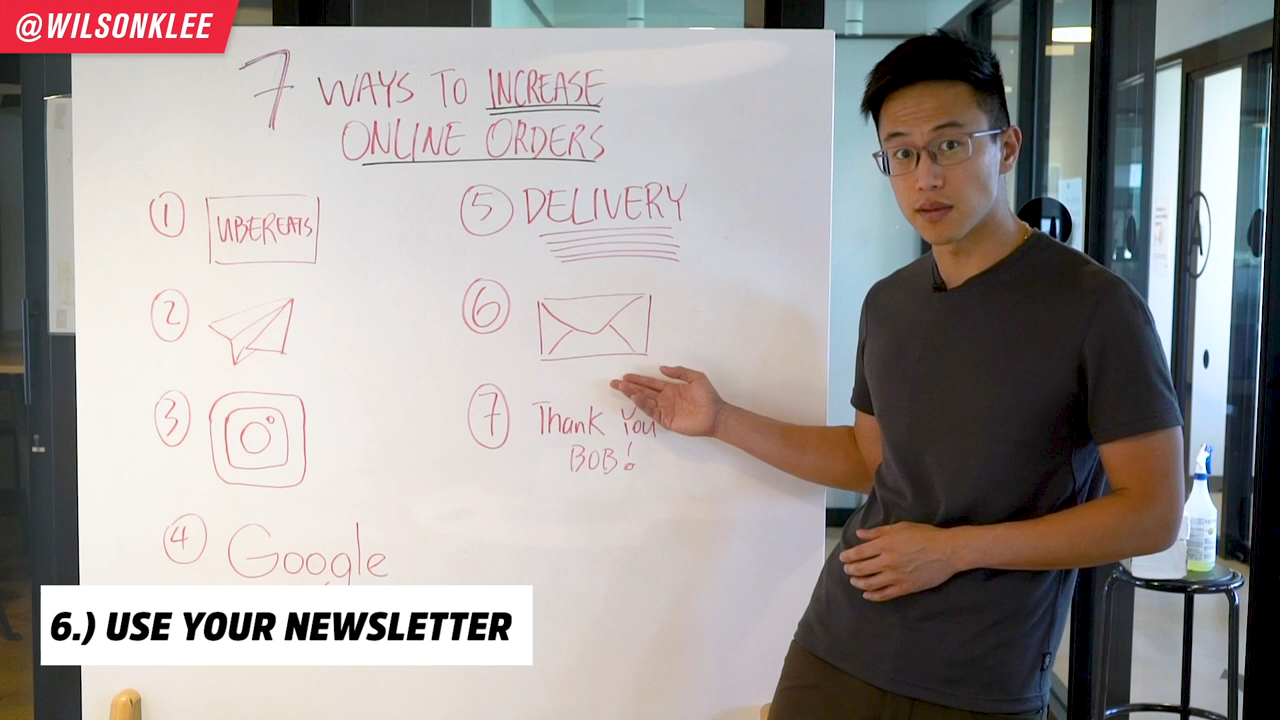 @WILSONKLEE
7 WAYS TO INCREASE
ONLINE ORDERS
1 UBEREATS
2
3
4 Google
5 DELIVERY
6
7 Thank You
BOB!
6.) USE YOUR NEWSLETTER